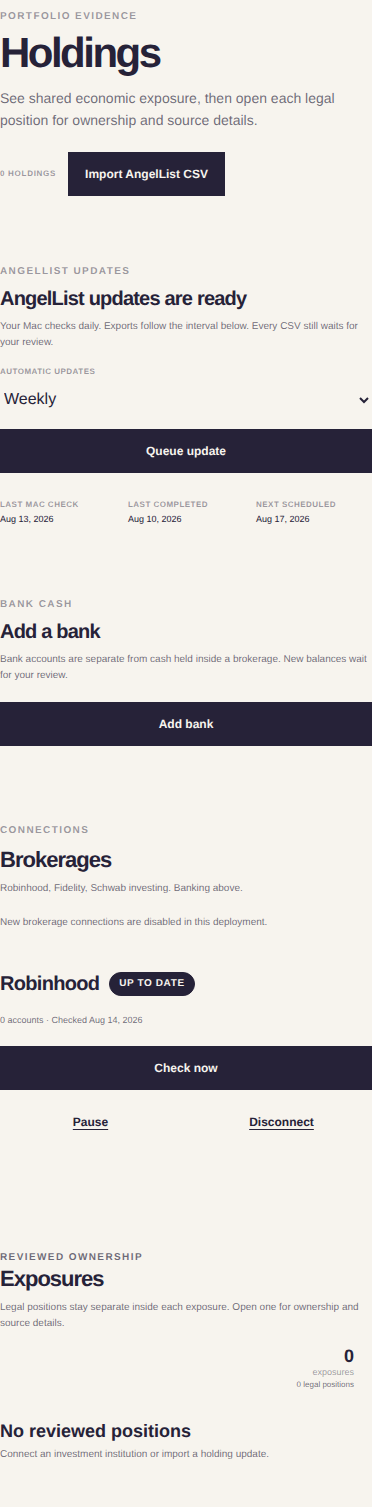 PORTFOLIO EVIDENCE
Holdings
See shared economic exposure, then open each legal
position for ownership and source details.
0 HOLDINGS
Import AngelList CSV
ANGELLIST UPDATES
AngelList updates are ready
Your Mac checks daily. Exports follow the interval below. Every CSV still waits for
your review.
AUTOMATIC UPDATES
Weekly
Queue update
LAST MAC CHECK
Aug 13, 2026
LAST COMPLETED
Aug 10, 2026
NEXT SCHEDULED
Aug 17, 2026
BANK CASH
Add a bank
Bank accounts are separate from cash held inside a brokerage. New balances wait
for your review.
Add bank
CONNECTIONS
Brokerages
Robinhood, Fidelity, Schwab investing. Banking above.
New brokerage connections are disabled in this deployment.
Robinhood
UP TO DATE
0 accounts · Checked Aug 14, 2026
Check now
Pause
Disconnect
REVIEWED OWNERSHIP
Exposures
Legal positions stay separate inside each exposure. Open one for ownership and
source details.
0
exposures
0 legal positions
No reviewed positions
Connect an investment institution or import a holding update.